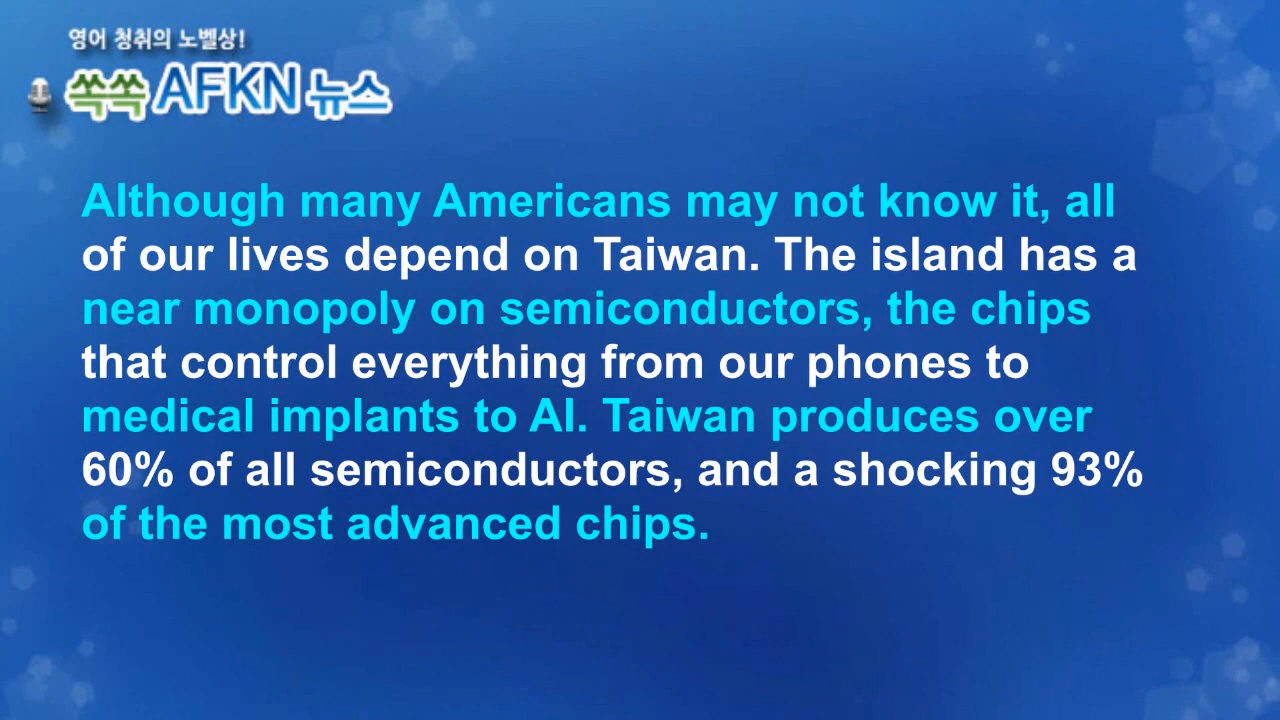 영어 청취의 노벨상!
쏙쏙 AFKN 뉴스
Although many Americans may not know it, all
of our lives depend on Taiwan. The island has a
near monopoly on semiconductors, the chips
that control everything from our phones to
medical implants to AI. Taiwan produces over
60% of all semiconductors, and a shocking 93%
of the most advanced chips.